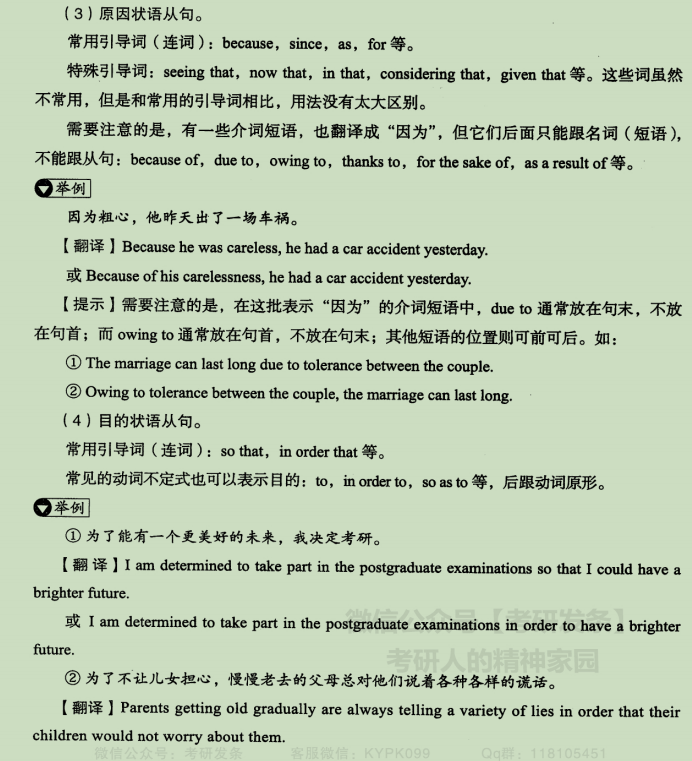 （3）原因状语从句。
常用引导词（连词）：because，since，as，for 等。
特殊引导词：seeing that，now that，in that，considering that，given that 等。这些词虽然
不常用，但是和常用的引导词相比，用法没有太大区别。
需要注意的是，有一些介词短语，也翻译成“因为”，但它们后面只能跟名词（短语），
不能跟从句：because of，due to，owing to，thanks to，for the sake of，as a result of 等。
举例
因为粗心，他昨天出了一场车祸。
【翻译】Because he was careless, he had a car accident yesterday.
或 Because of his carelessness, he had a car accident yesterday.
【提示】需要注意的是，在这批表示“因为”的介词短语中，due to 通常放在句末，不放
在句首；而 owing to 通常放在句首，不放在句末；其他短语的位置则可前可后。如：
① The marriage can last long due to tolerance between the couple.
② Owing to tolerance between the couple, the marriage can last long.
（4）目的状语从句。
常用引导词（连词）：so that，in order that 等。
常见的动词不定式也可以表示目的：to，in order to，so as to 等，后跟动词原形。
举例
① 为了能有一个更美好的未来，我决定考研。
【翻译】I am determined to take part in the postgraduate examinations so that I could have a
brighter future.
或 I am determined to take part in the postgraduate examinations in order to have a brighter
future.
微信公众号【考研发条】
考研人的精神家园
② 为了不让儿女担心，慢慢老去的父母总对他们说着各种各样的谎话。
【翻译】Parents getting old gradually are always telling a variety of lies in order that their
children would not worry about them.
微信公众号：考研发条 客服微信：KYPK099 Qq群：118105451